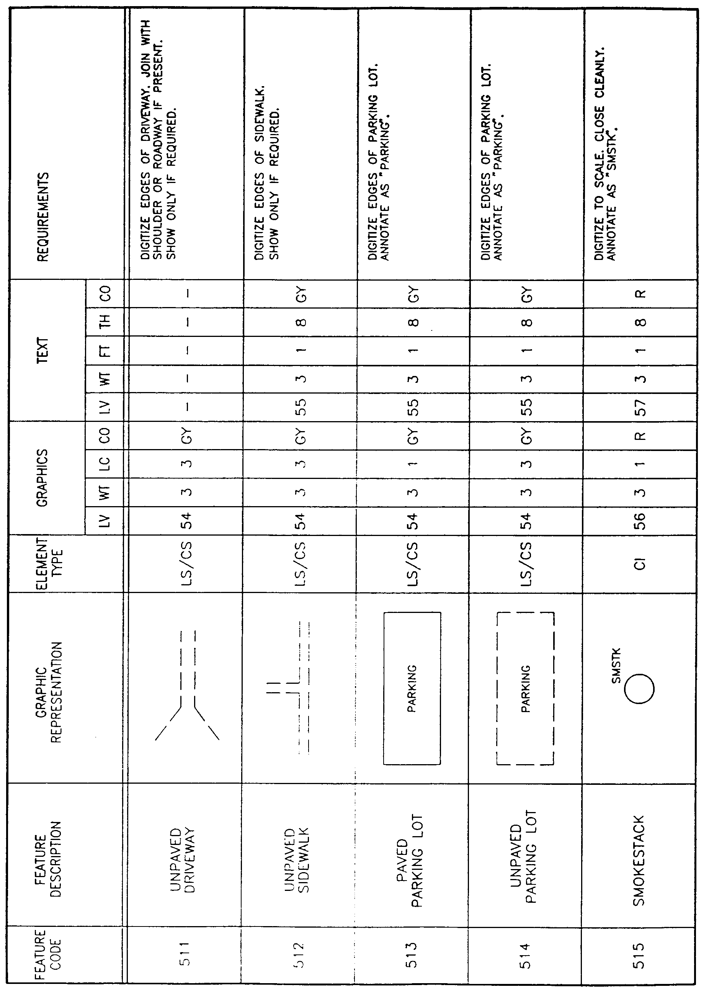 FEATURE
CODE
FEATURE
DESCRIPTION
GRAPHIC
REPRESENTATION
ELEMENT
TYPE
GRAPHICS
TEXT
REQUIREMENTS
LV WT LC CO LV WT FT TH CO
511
UNPAVED
DRIVEWAY
LS/CS 54 3 3 GY - - - - -
DIGITIZE EDGES OF DRIVEWAY. JOIN WITH
SHOULDER OR ROADWAY IF PRESENT.
SHOW ONLY IF REQUIRED.
512
UNPAVED
SIDEWALK
LS/CS 54 3 3 GY 55 3 1 8 GY
DIGITIZE EDGES OF SIDEWALK.
SHOW ONLY IF REQUIRED.
513
PAVED
PARKING LOT
PARKING
LS/CS 54 3 1 GY 55 3 1 8 GY
DIGITIZE EDGES OF PARKING LOT.
ANNOTATE AS "PARKING".
514
UNPAVED
PARKING LOT
PARKING
LS/CS 54 3 3 GY 55 3 1 8 GY
DIGITIZE EDGES OF PARKING LOT.
ANNOTATE AS "PARKING".
515
SMOKESTACK
SMSTK
CI 56 3 1 R 57 3 1 8 R
DIGITIZE TO SCALE. CLOSE CLEANLY.
ANNOTATE AS "SMSTK".